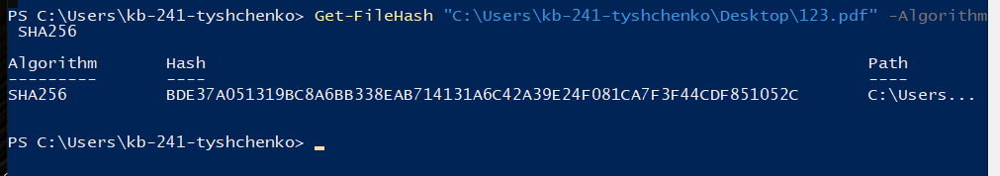 PS C:\Users\kb-241-tyshchenko> Get-FileHash "C:\Users\kb-241-tyshchenko\Desktop\123.pdf" -Algorithm
SHA256
Algorithm Hash Path
--------- ---- ----
SHA256 BDE37A051319BC8A6BB338EAB714131A6C42A39E24F081CA7F3F44CDF851052C C:\Users...
PS C:\Users\kb-241-tyshchenko>